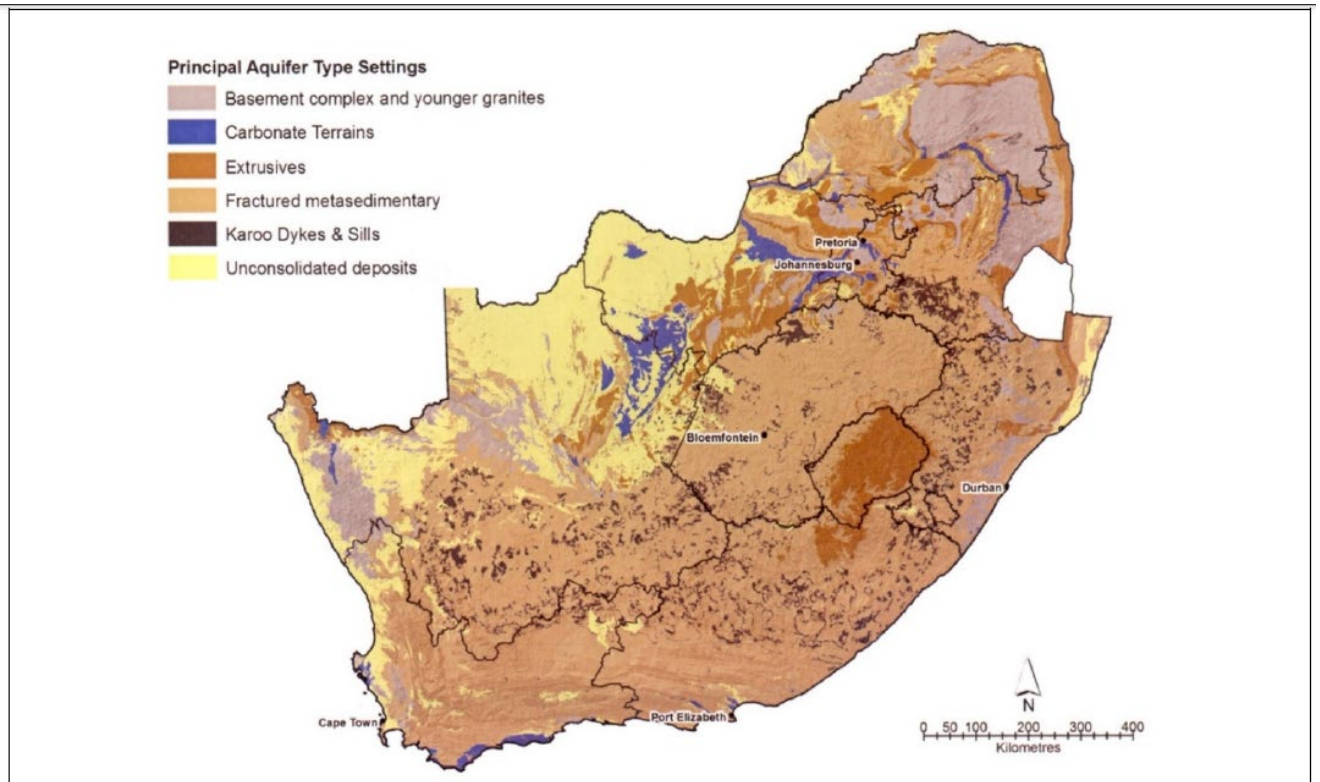 Principal Aquifer Type Settings
Basement complex and younger granites
Carbonate Terrains
Extrusives
Fractured metasedimentary
Karoo Dykes & Sills
Unconsolidated deposits
Pretoria
Johannesburg
Bloemfontein
Durban
Cape Town
Port Elizabeth
N
0 50 100 200 300 400
Kilometres